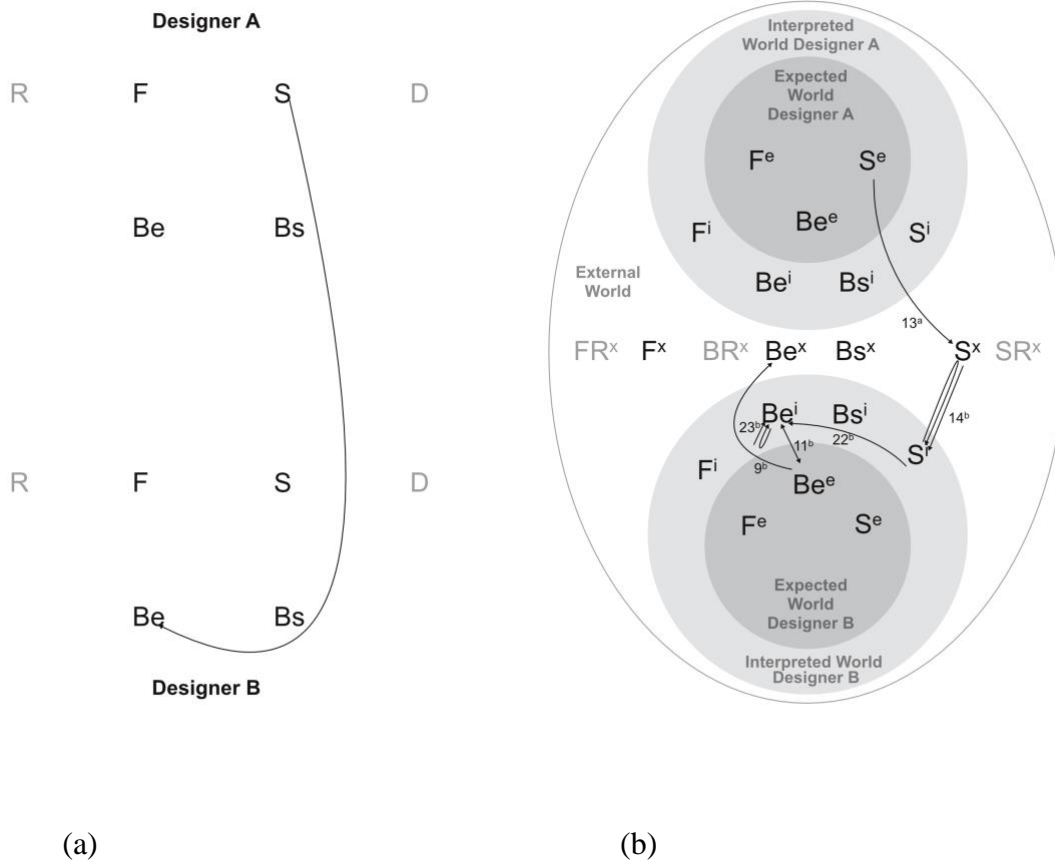 Designer A
R F S D
Be Bs
R F S D
Be Bs
Designer B
(a)
Interpreted
World Designer A
Expected
World
Designer A
Fᵉ Sᵉ
Beᵉ
Fⁱ Sⁱ
Beⁱ Bsⁱ
External
World
13ᵃ
FRˣ Fˣ BRˣ Beˣ Bsˣ Sˣ SRˣ
14ᵇ
Beⁱ Bsⁱ
23ᵇ 11ᵇ 22ᵇ
Sⁱ
Fⁱ 9ᵇ
Beᵉ
Fᵉ Sᵉ
Expected
World
Designer B
Interpreted World
Designer B
(b)